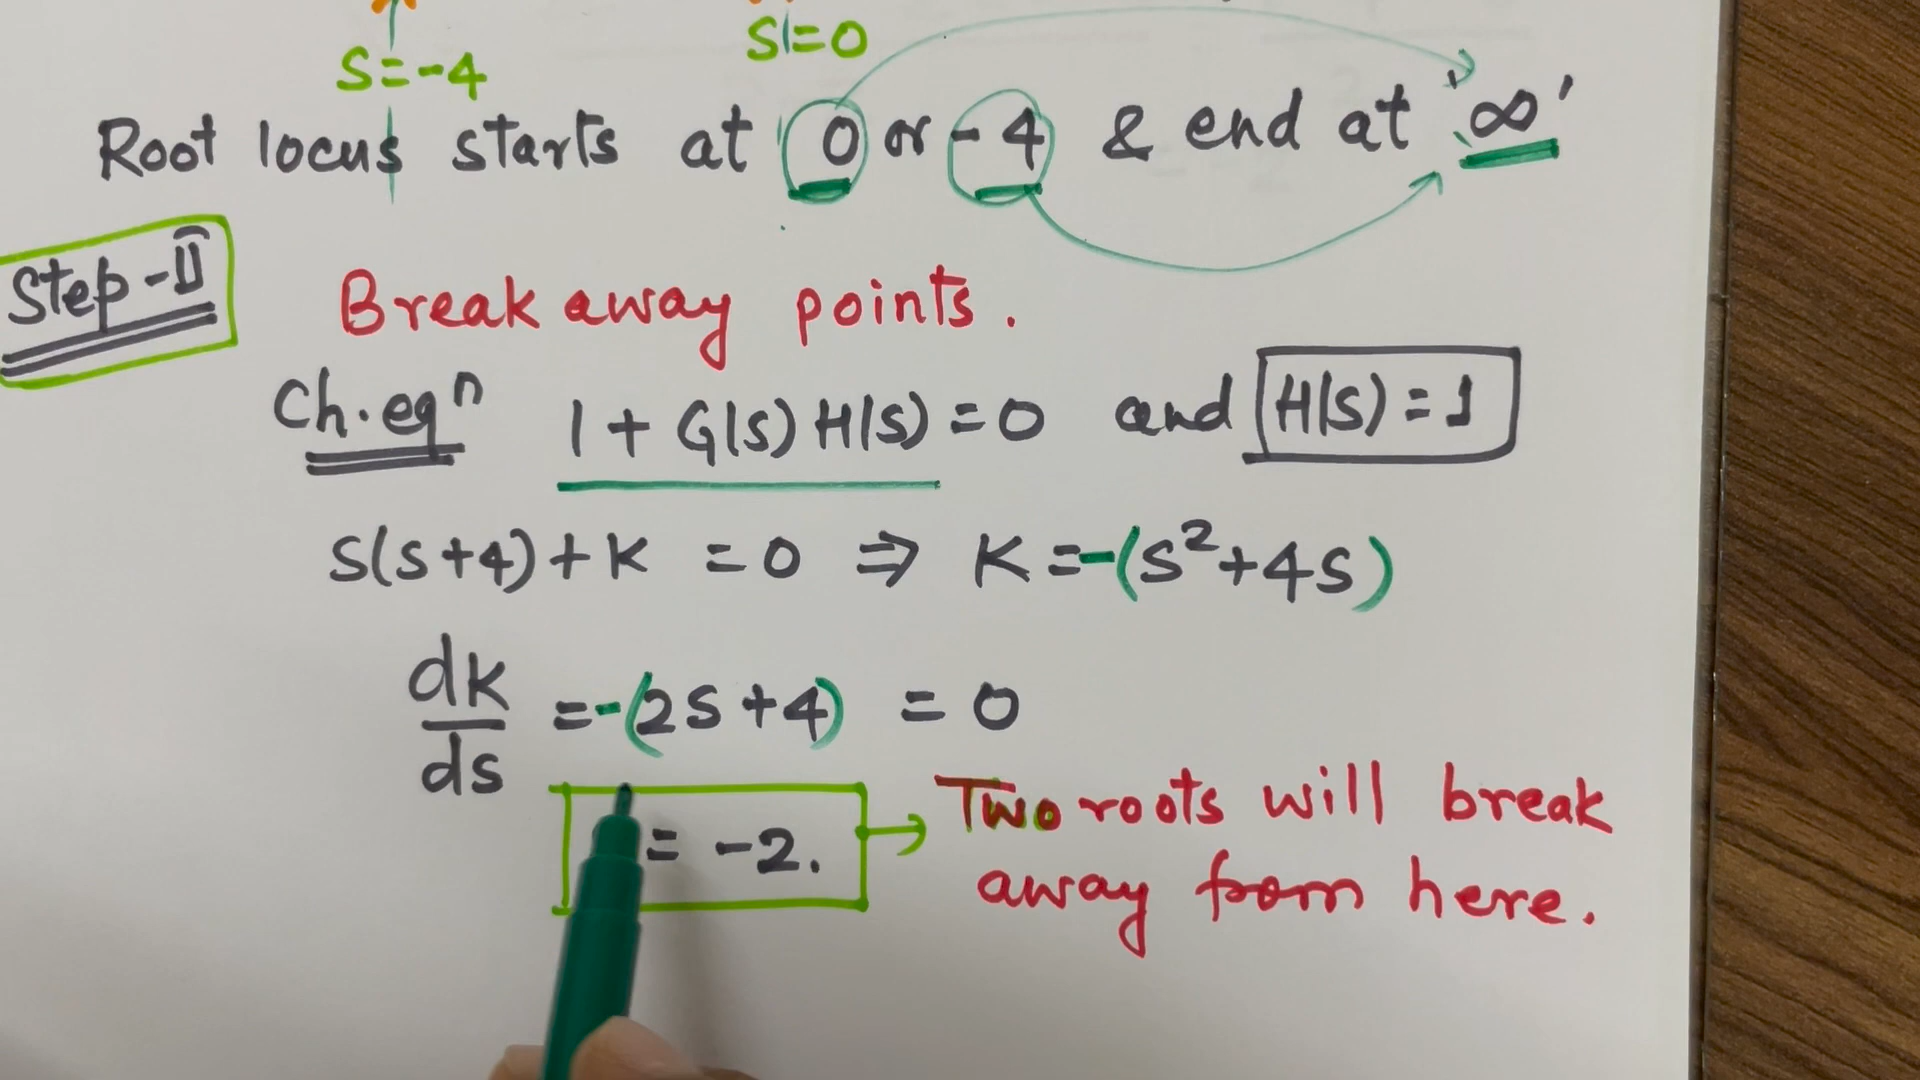 S=-4
S=0
Root locus starts at 0 or -4 & end at ∞'
Step-II
Break away points.
Ch.eqⁿ 1+G(s)H(s)=0 and H(s)=1
S(s+4)+K =0 ⇒ K=-(S²+4S)
dk/ds =-(2S+4) = 0
= -2.
Two roots will break
away from here.